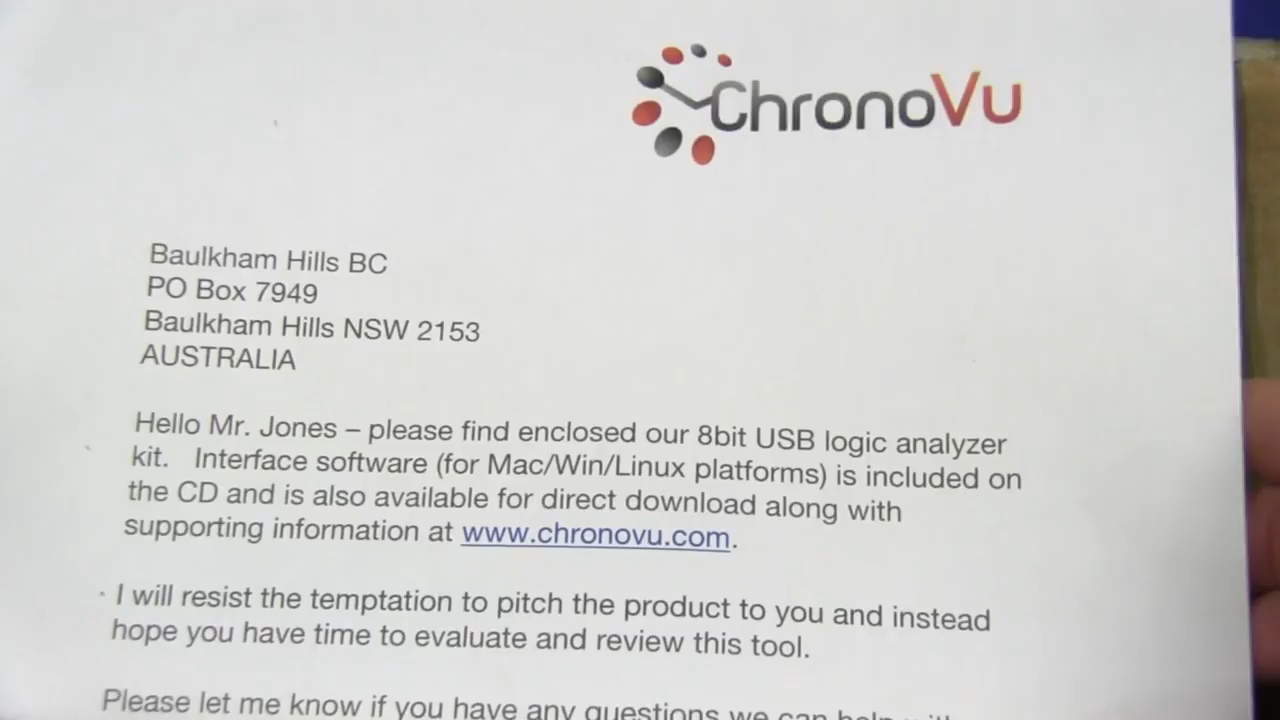 ChronoVu
Baulkham Hills BC
PO Box 7949
Baulkham Hills NSW 2153
AUSTRALIA
Hello Mr. Jones – please find enclosed our 8bit USB logic analyzer
kit. Interface software (for Mac/Win/Linux platforms) is included on
the CD and is also available for direct download along with
supporting information at www.chronovu.com.
I will resist the temptation to pitch the product to you and instead
hope you have time to evaluate and review this tool.
Please let me know if you have any questions we can help with